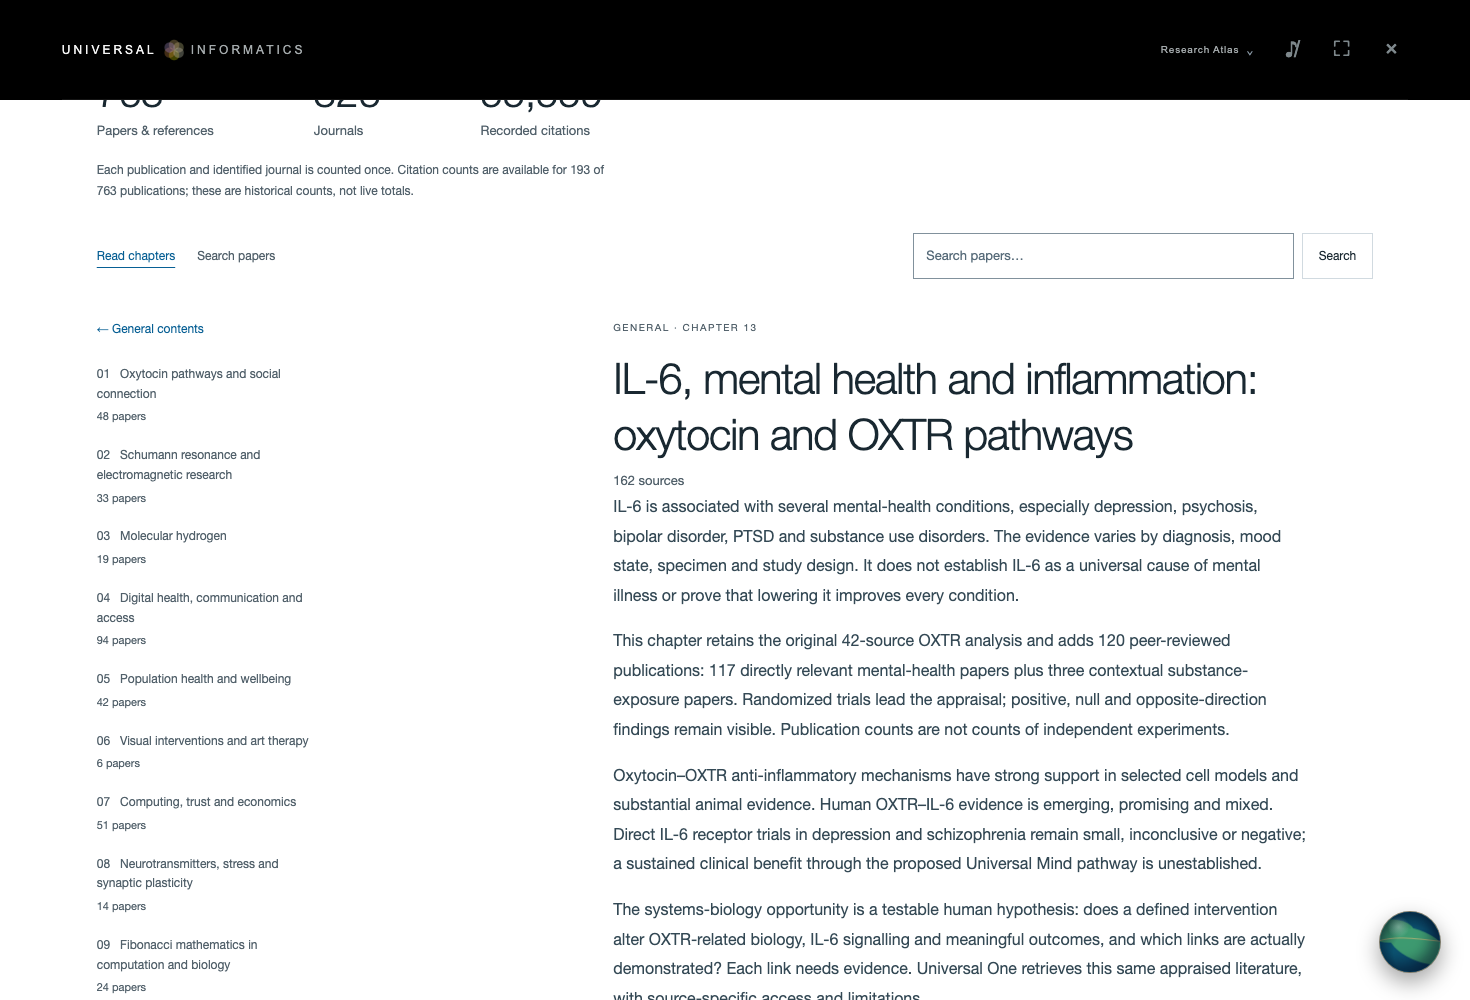 UNIVERSAL INFORMATICS
Research Atlas
Papers & references
Journals
Recorded citations
Each publication and identified journal is counted once. Citation counts are available for 193 of
763 publications; these are historical counts, not live totals.
Read chapters
Search papers
Search papers...
Search
← General contents
01 Oxytocin pathways and social
connection
48 papers
02 Schumann resonance and
electromagnetic research
33 papers
03 Molecular hydrogen
19 papers
04 Digital health, communication and
access
94 papers
05 Population health and wellbeing
42 papers
06 Visual interventions and art therapy
6 papers
07 Computing, trust and economics
51 papers
08 Neurotransmitters, stress and
synaptic plasticity
14 papers
09 Fibonacci mathematics in
computation and biology
24 papers
GENERAL · CHAPTER 13
IL-6, mental health and inflammation:
oxytocin and OXTR pathways
162 sources
IL-6 is associated with several mental-health conditions, especially depression, psychosis,
bipolar disorder, PTSD and substance use disorders. The evidence varies by diagnosis, mood
state, specimen and study design. It does not establish IL-6 as a universal cause of mental
illness or prove that lowering it improves every condition.
This chapter retains the original 42-source OXTR analysis and adds 120 peer-reviewed
publications: 117 directly relevant mental-health papers plus three contextual substance-
exposure papers. Randomized trials lead the appraisal; positive, null and opposite-direction
findings remain visible. Publication counts are not counts of independent experiments.
Oxytocin–OXTR anti-inflammatory mechanisms have strong support in selected cell models and
substantial animal evidence. Human OXTR–IL-6 evidence is emerging, promising and mixed.
Direct IL-6 receptor trials in depression and schizophrenia remain small, inconclusive or negative;
a sustained clinical benefit through the proposed Universal Mind pathway is unestablished.
The systems-biology opportunity is a testable human hypothesis: does a defined intervention
alter OXTR-related biology, IL-6 signalling and meaningful outcomes, and which links are actually
demonstrated? Each link needs evidence. Universal One retrieves this same appraised literature,
with source-specific access and limitations.